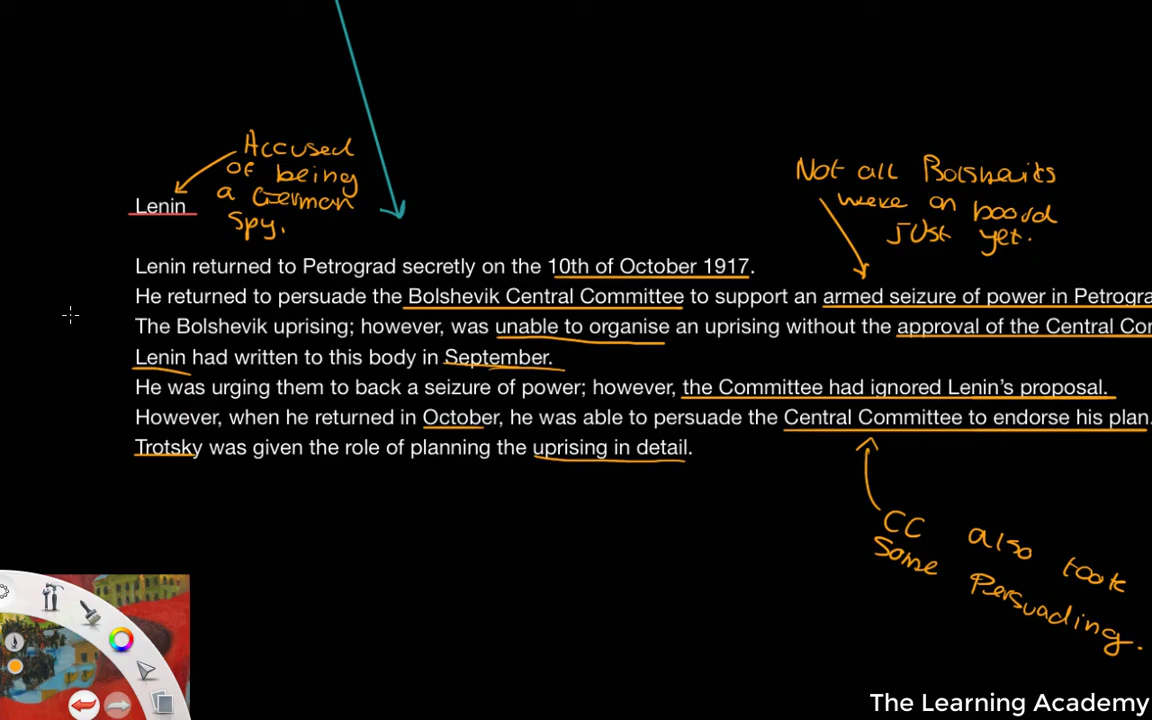 Accused
of being
a German
spy.
Lenin
Not all Bolsheviks
were on board
just yet.
Lenin returned to Petrograd secretly on the 10th of October 1917.
He returned to persuade the Bolshevik Central Committee to support an armed seizure of power in Petrogra
The Bolshevik uprising; however, was unable to organise an uprising without the approval of the Central Co
Lenin had written to this body in September.
He was urging them to back a seizure of power; however, the Committee had ignored Lenin's proposal.
However, when he returned in October, he was able to persuade the Central Committee to endorse his plan.
Trotsky was given the role of planning the uprising in detail.
CC also took
some persuading.
The Learning Academy